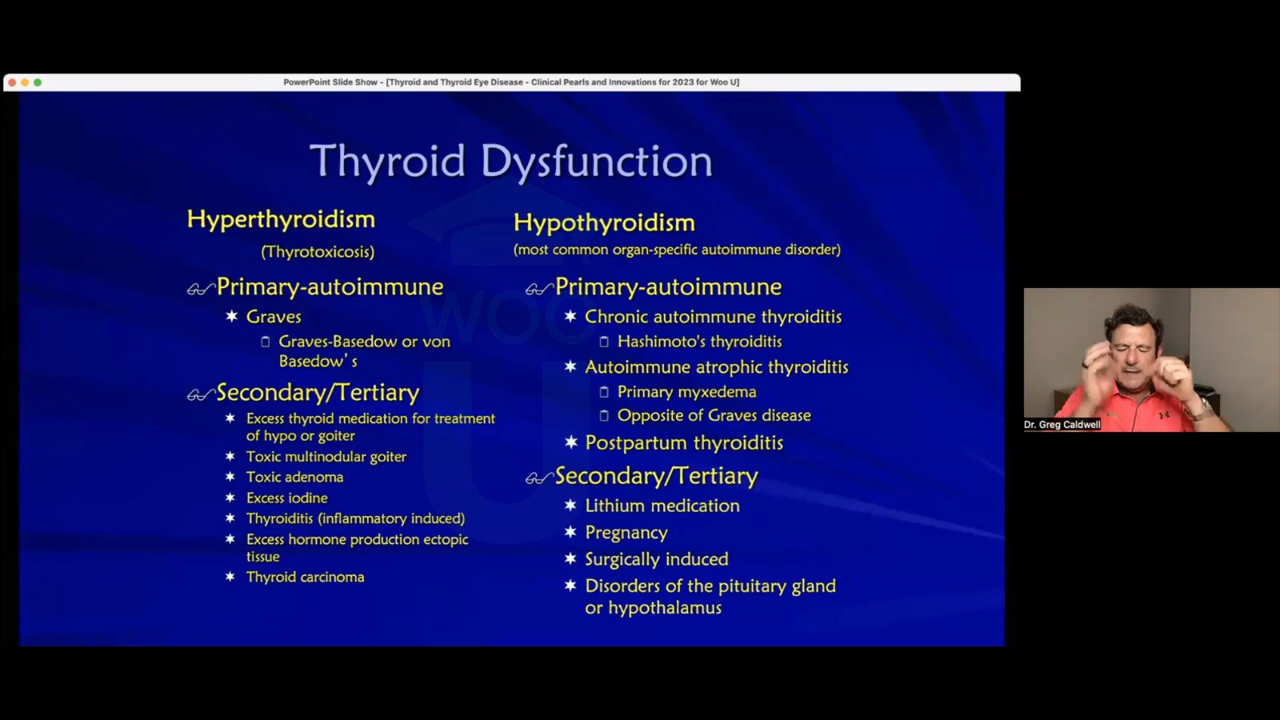 PowerPoint Slide Show - [Thyroid and Thyroid Eye Disease - Clinical Pearls and Innovations for 2023 for Woo U]
Thyroid Dysfunction
Hyperthyroidism
(Thyrotoxicosis)
Primary-autoimmune
Graves
Graves-Basedow or von
Basedow's
Secondary/Tertiary
Excess thyroid medication for treatment
of hypo or goiter
Toxic multinodular goiter
Toxic adenoma
Excess iodine
Thyroiditis (inflammatory induced)
Excess hormone production ectopic
tissue
Thyroid carcinoma
Hypothyroidism
(most common organ-specific autoimmune disorder)
Primary-autoimmune
Chronic autoimmune thyroiditis
Hashimoto's thyroiditis
Autoimmune atrophic thyroiditis
Primary myxedema
Opposite of Graves disease
Postpartum thyroiditis
Secondary/Tertiary
Lithium medication
Pregnancy
Surgically induced
Disorders of the pituitary gland
or hypothalamus
WOO
U
Dr. Greg Caldwell